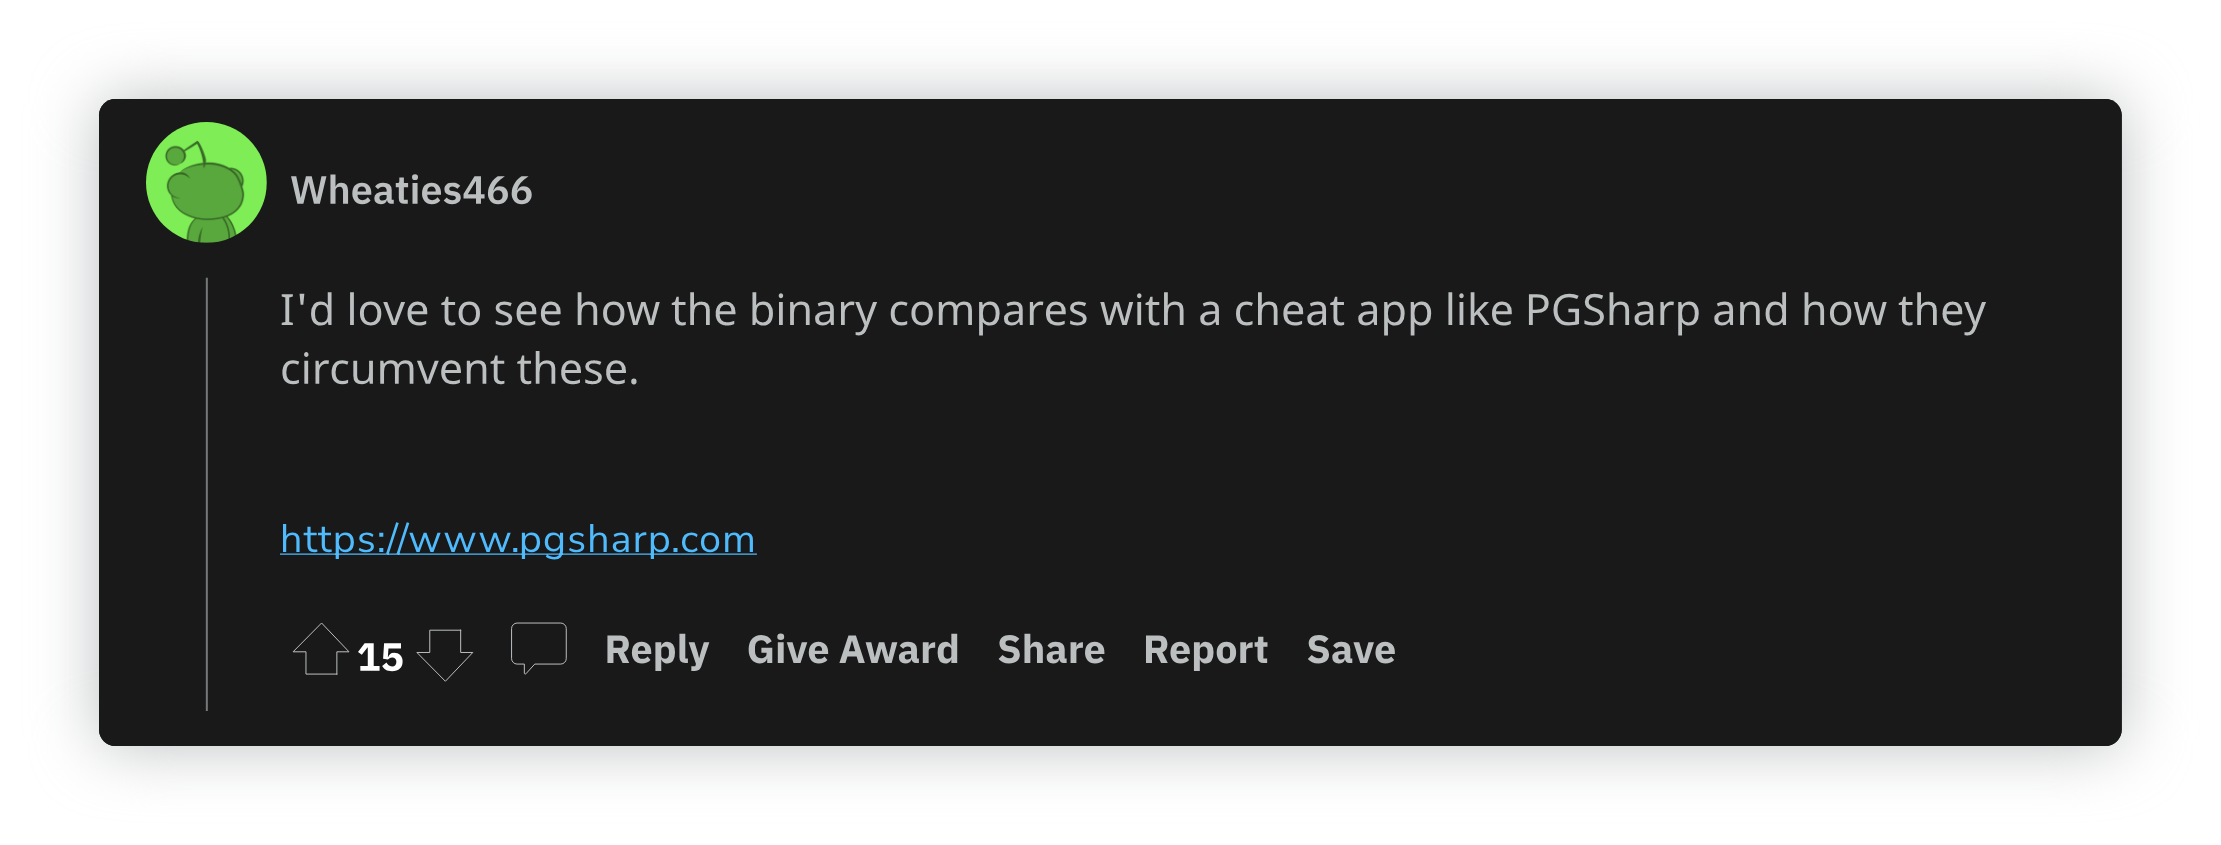 Wheaties466
I'd love to see how the binary compares with a cheat app like PGSharp and how they
circumvent these.
https://www.pgsharp.com
15 Reply Give Award Share Report Save